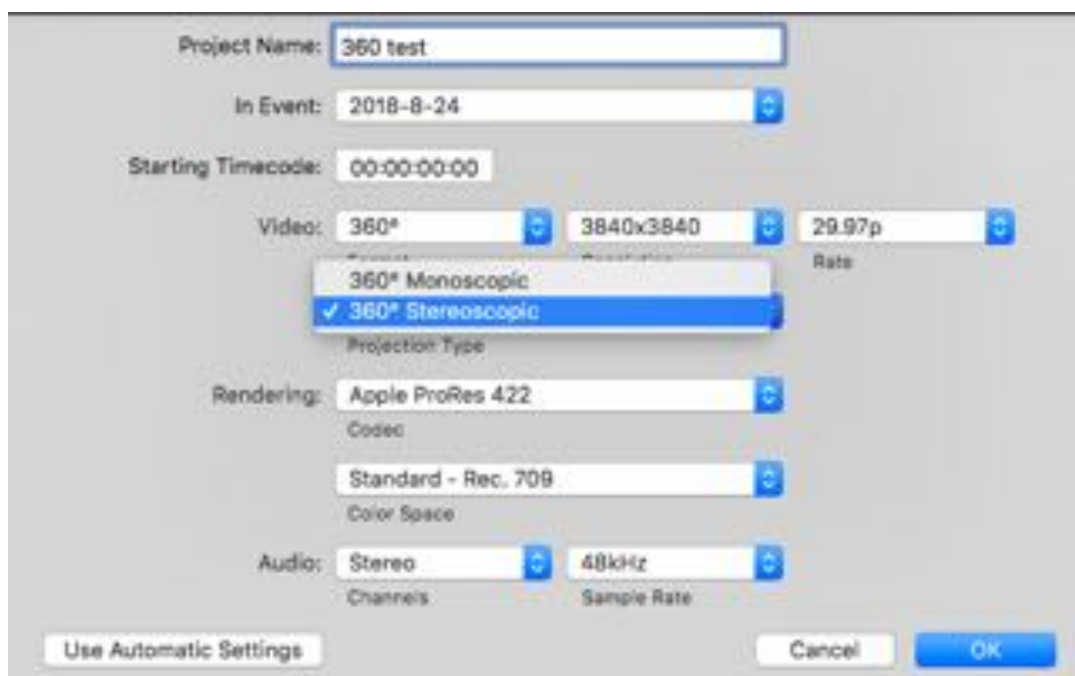 Project Name: 360 test
In Event: 2018-8-24
Starting Timecode: 00:00:00:00
Video: 360° 3840x3840 29.97p
Rate
360° Monoscopic
✓ 360° Stereoscopic
Projection Type
Rendering: Apple ProRes 422
Codec
Standard - Rec. 709
Color Space
Audio: Stereo 48kHz
Channels Sample Rate
Use Automatic Settings Cancel OK